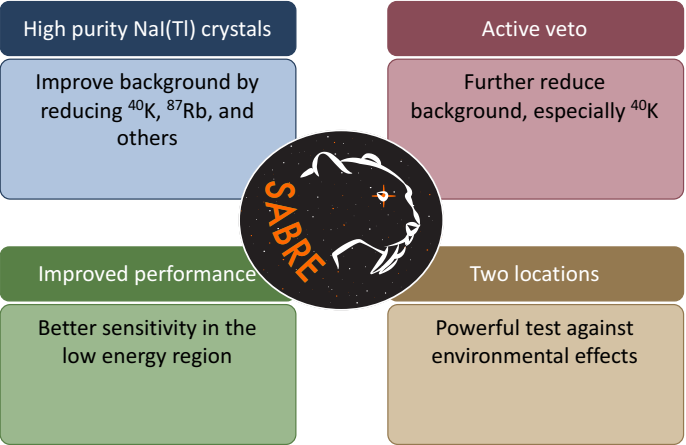 High purity NaI(Tl) crystals
Improve background by
reducing ⁴⁰K, ⁸⁷Rb, and
others
Active veto
Further reduce
background, especially ⁴⁰K
SABRE
Improved performance
Better sensitivity in the
low energy region
Two locations
Powerful test against
environmental effects